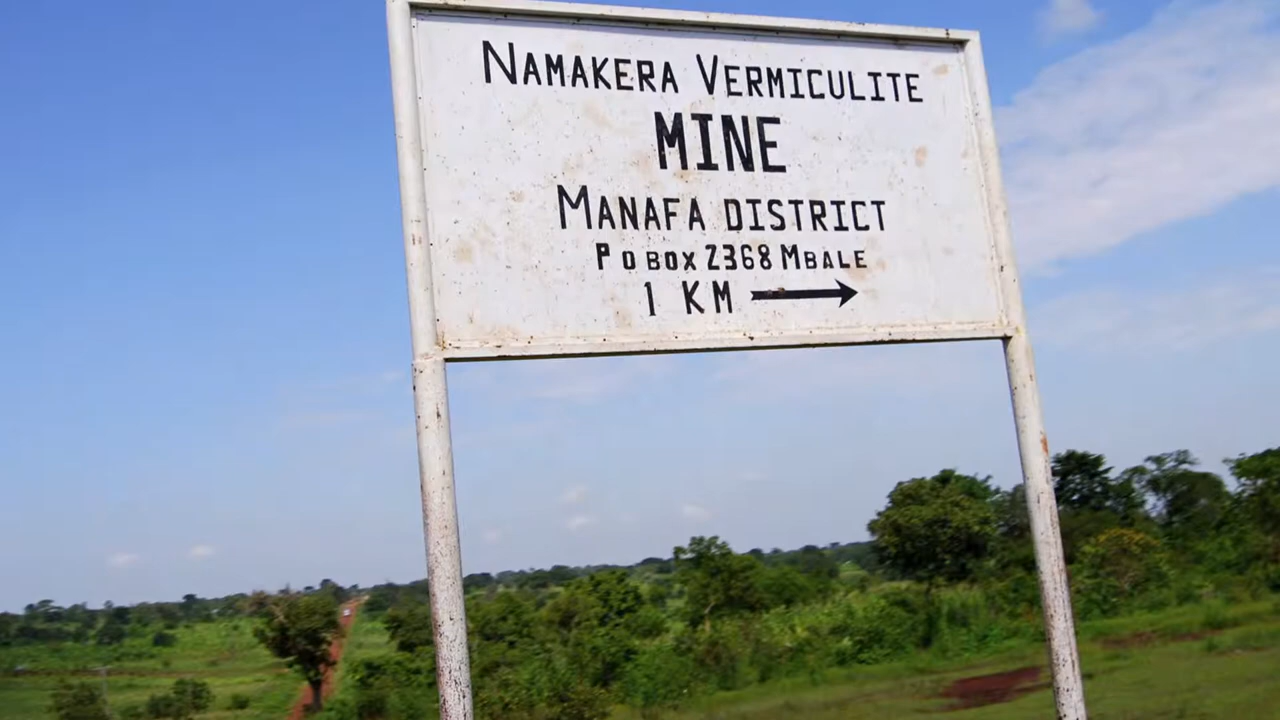 Namakera Vermiculite
MINE
Manafa district
P O BOX 2368 Mbale
1 KM